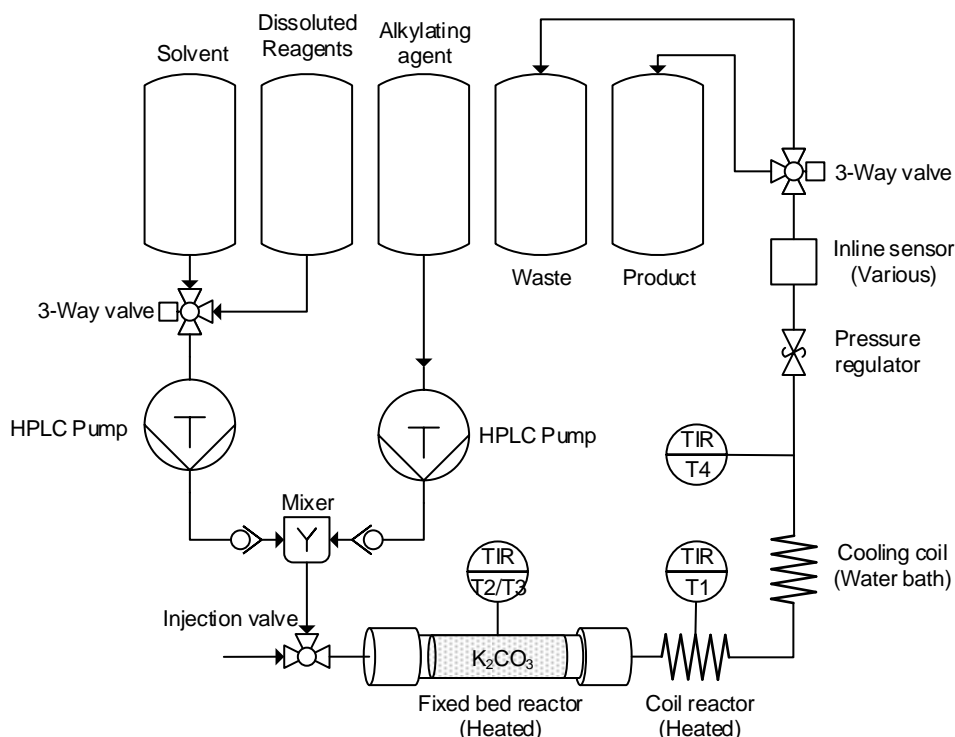 Solvent
Dissoluted
Reagents
Alkylating
agent
Waste
Product
3-Way valve
3-Way valve
Inline sensor
(Various)
Pressure
regulator
HPLC Pump
HPLC Pump
TIR
T4
Mixer
Y
TIR
T2/T3
TIR
T1
Cooling coil
(Water bath)
Injection valve
K₂CO₃
Fixed bed reactor
(Heated)
Coil reactor
(Heated)